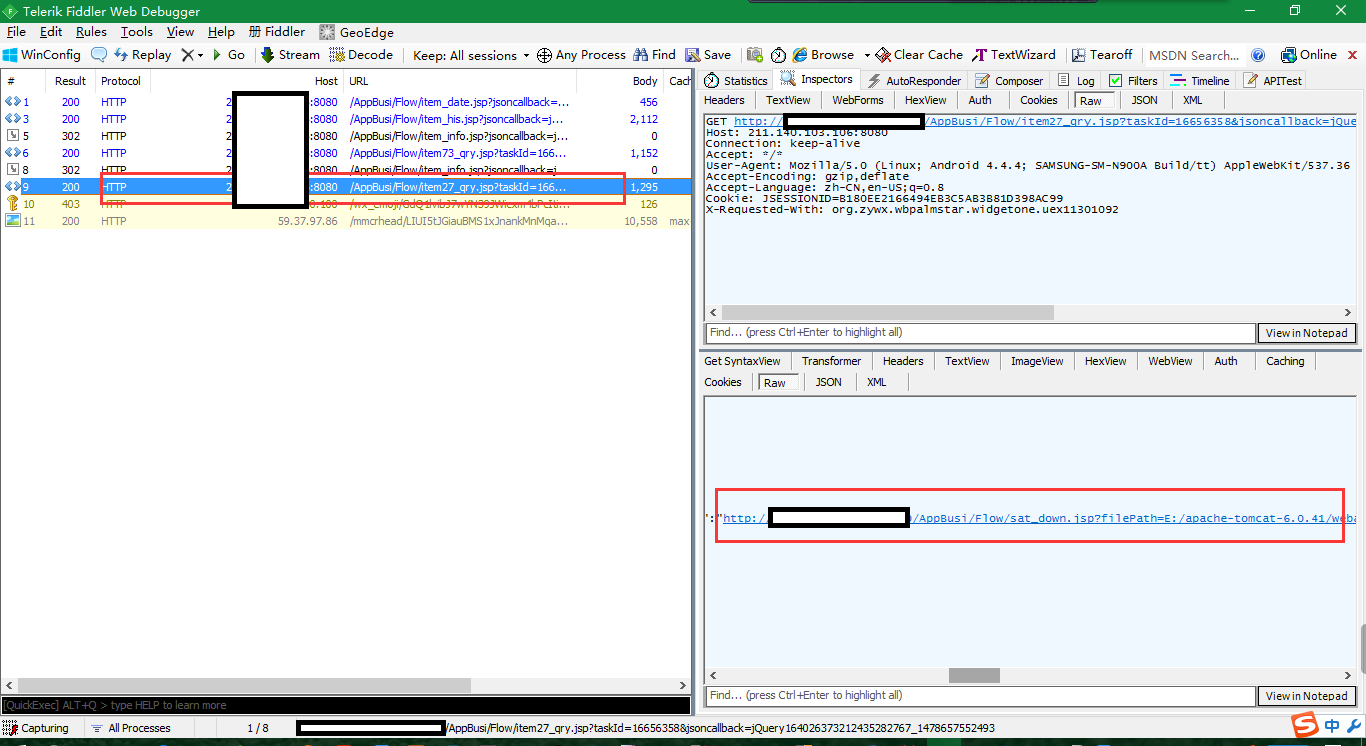 Telerik Fiddler Web Debugger
File Edit Rules Tools View Help Fiddler GeoEdge
WinConfig Replay Go Stream Decode Keep: All sessions Any Process Find Save Browse Clear Cache TextWizard Tearoff MSDN Search... Online
# Result Protocol Host URL Body Cach
1 200 HTTP 2 :8080 /AppBusi/Flow/item_date.jsp?jsoncallback=... 456
3 200 HTTP 2 :8080 /AppBusi/Flow/item_his.jsp?jsoncallback=j... 2,112
5 302 HTTP 2 :8080 /AppBusi/Flow/item_info.jsp?jsoncallback=j... 0
6 200 HTTP 2 :8080 /AppBusi/Flow/item73_qry.jsp?taskId=166... 1,152
8 302 HTTP 2 :8080 /AppBusi/Flow/item_info.jsp?jsoncallback=j... 0
9 200 HTTP 2 :8080 /AppBusi/Flow/item27_qry.jsp?taskId=166... 1,295
10 403 HTTP 126
11 200 HTTP 59.37.97.86 /mmcrhead/LIUI5tJGiauBMS1xJnankMnMqa... 10,558 max
[QuickExec] ALT+Q > type HELP to learn more
Statistics Inspectors AutoResponder Composer Log Filters Timeline APITest
Headers TextView WebForms HexView Auth Cookies Raw JSON XML
GET http:// /AppBusi/Flow/item27_qry.jsp?taskId=16656358&jsoncallback=jQue
Host: 211.140.103.106:8080
Connection: keep-alive
Accept: */*
User-Agent: Mozilla/5.0 (Linux; Android 4.4.4; SAMSUNG-SM-N900A Build/tt) AppleWebKit/537.36
Accept-Encoding: gzip,deflate
Accept-Language: zh-CN,en-US;q=0.8
Cookie: JSESSIONID=B180EE2166494EB3C5AB3B81D398AC99
X-Requested-With: org.zywx.wbpalmstar.widgetone.uex11301092
Find... (press Ctrl+Enter to highlight all) View in Notepad
Get SyntaxView Transformer Headers TextView ImageView HexView WebView Auth Caching
Cookies Raw JSON XML
':"http:// /AppBusi/Flow/sat_down.jsp?filePath=E:/apache-tomcat-6.0.41/weba
Find... (press Ctrl+Enter to highlight all) View in Notepad
Capturing All Processes 1 / 8 /AppBusi/Flow/item27_qry.jsp?taskId=16656358&jsoncallback=jQuery164026373212435282767_1478657552493
S 中